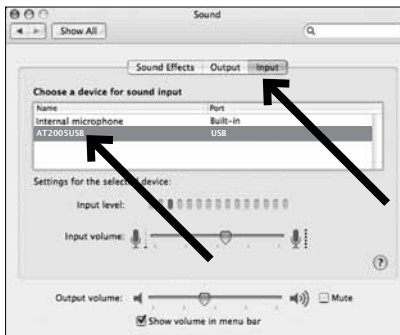 Sound
Show All
Sound Effects Output Input
Choose a device for sound input
Name Port
Internal microphone Built-in
AT2005USB USB
Settings for the selected device:
Input level:
Input volume:
?
Output volume: Mute
Show volume in menu bar